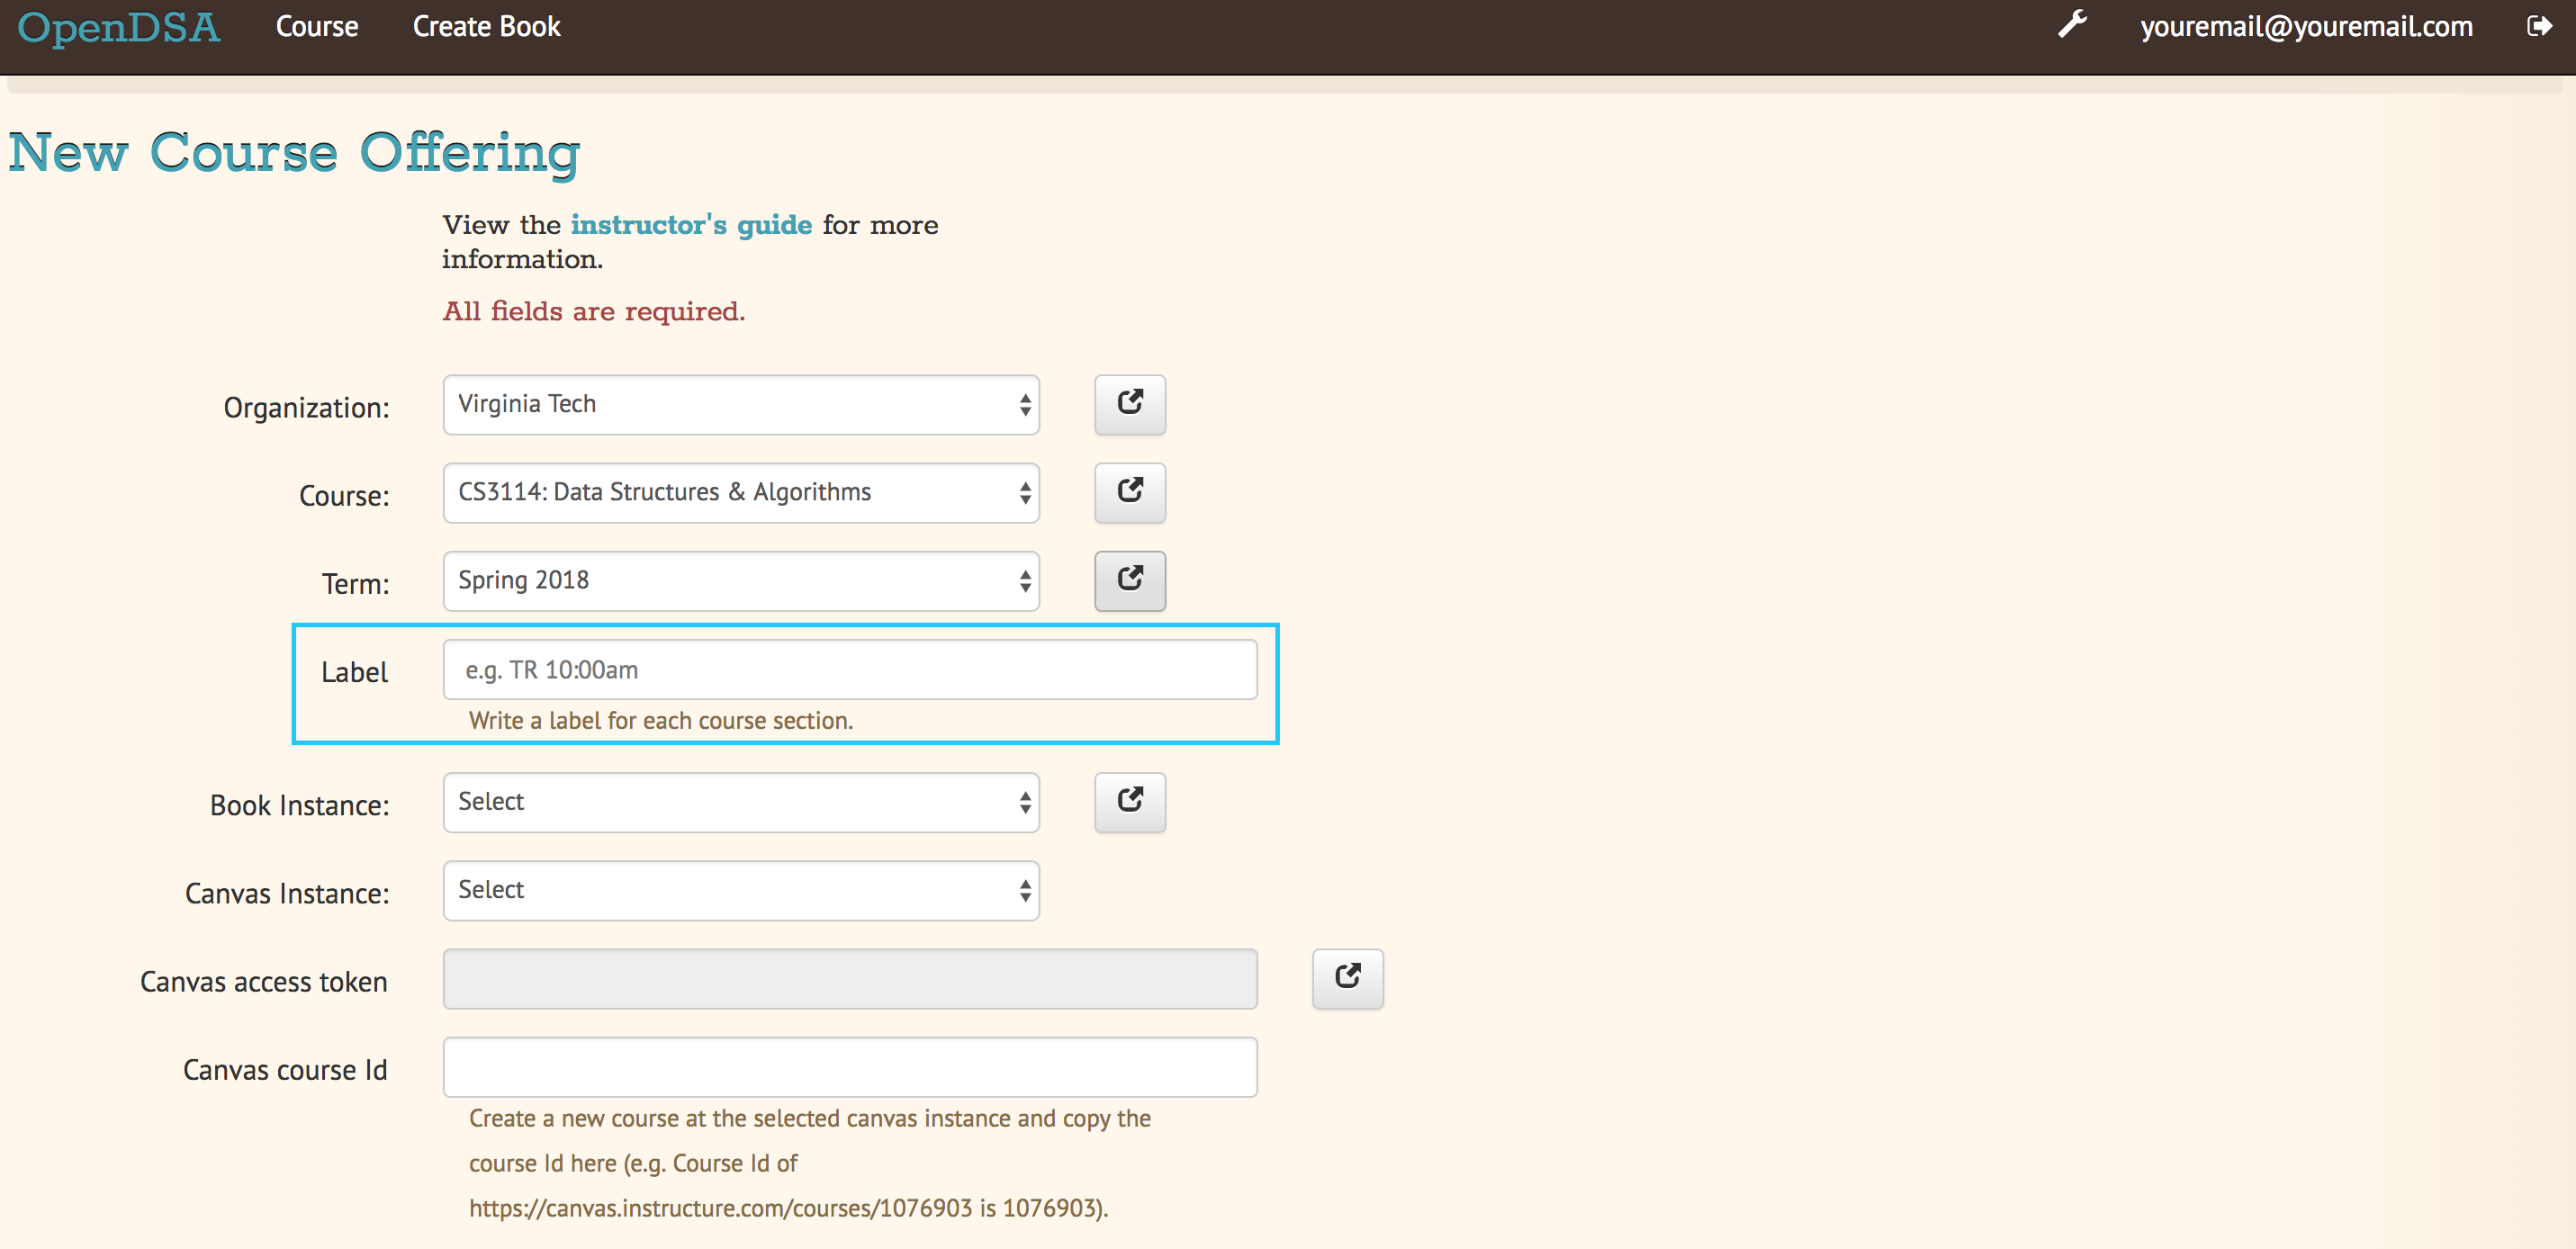 OpenDSA Course Create Book youremail@youremail.com
New Course Offering
View the instructor's guide for more
information.
All fields are required.
Organization: Virginia Tech
Course: CS3114: Data Structures & Algorithms
Term: Spring 2018
Label e.g. TR 10:00am
Write a label for each course section.
Book Instance: Select
Canvas Instance: Select
Canvas access token
Canvas course Id
Create a new course at the selected canvas instance and copy the
course Id here (e.g. Course Id of
https://canvas.instructure.com/courses/1076903 is 1076903).